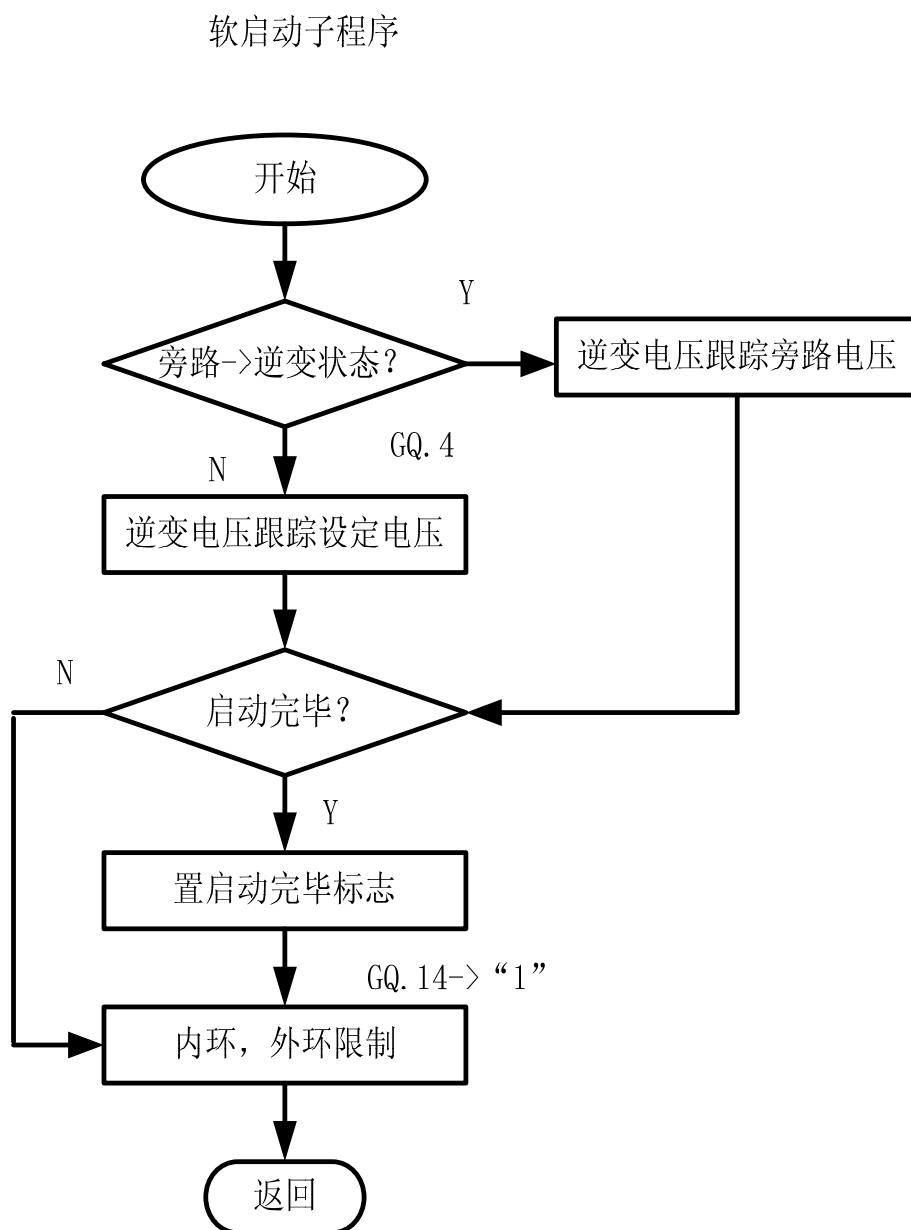 软启动子程序
开始
Y
旁路->逆变状态？
逆变电压跟踪旁路电压
GQ.4
N
逆变电压跟踪设定电压
N
启动完毕？
Y
置启动完毕标志
GQ.14->“1”
内环，外环限制
返回